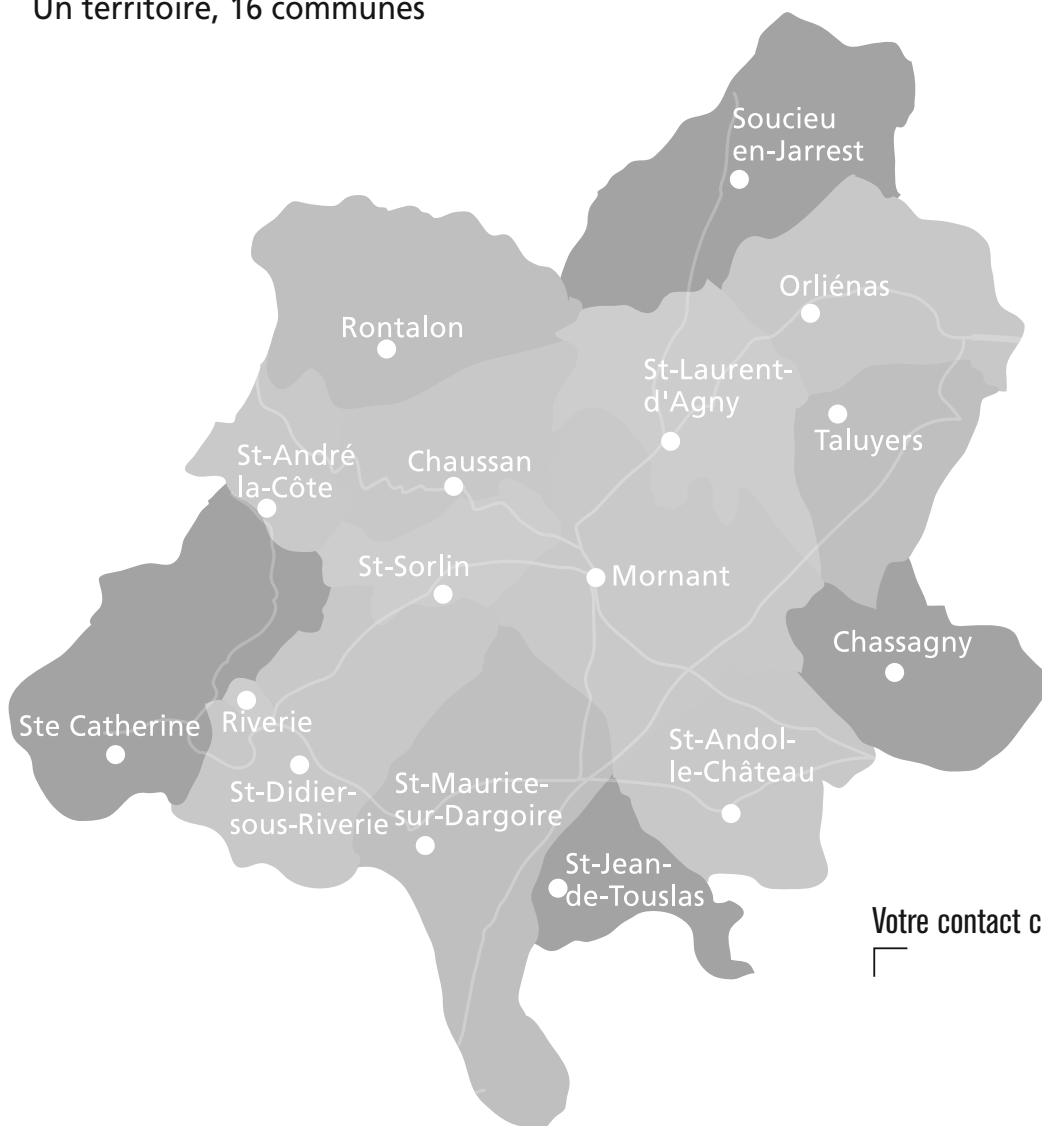 Un territoire, 16 communes
Soucieu
en-Jarrest
Orliénas
Rontalon
St-Laurent-
d'Agny
Taluyers
St-André
la-Côte
Chaussan
St-Sorlin
Mornant
Chassagny
Ste Catherine
Riverie
St-Didier-
sous-Riverie
St-Maurice-
sur-Dargoire
St-Andol-
le-Château
St-Jean-
de-Touslas
Votre contact c